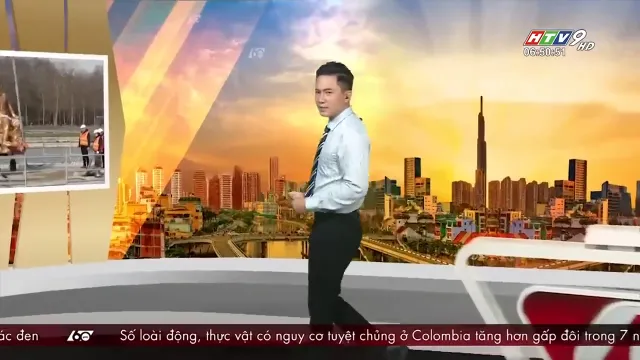 HTV9 HD
06:50:51
ác đen 60 Số loài động, thực vật có nguy cơ tuyệt chủng ở Colombia tăng hơn gấp đôi trong 7 n